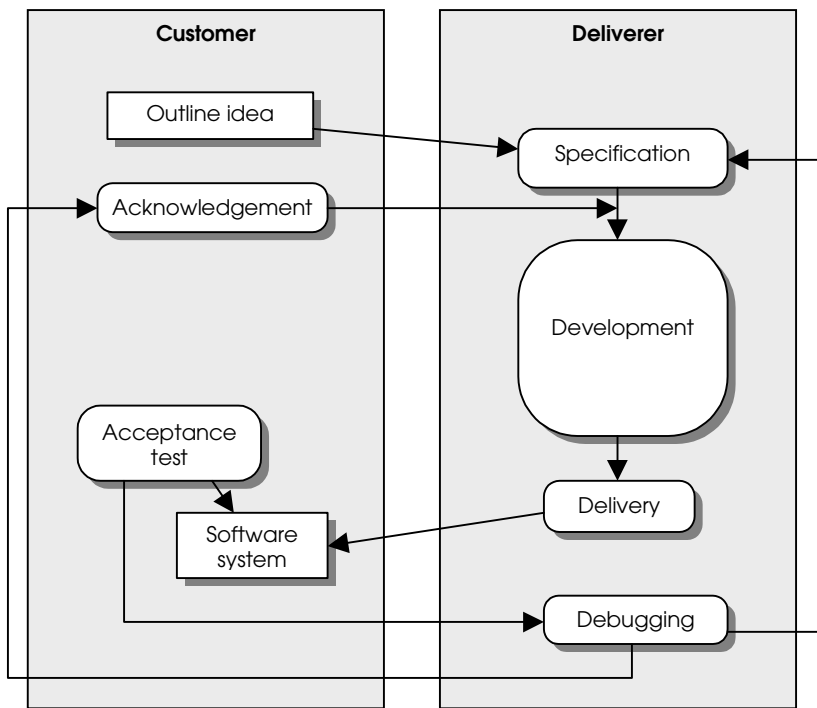 Customer
Deliverer
Outline idea
Specification
Acknowledgement
Development
Acceptance
test
Delivery
Software
system
Debugging